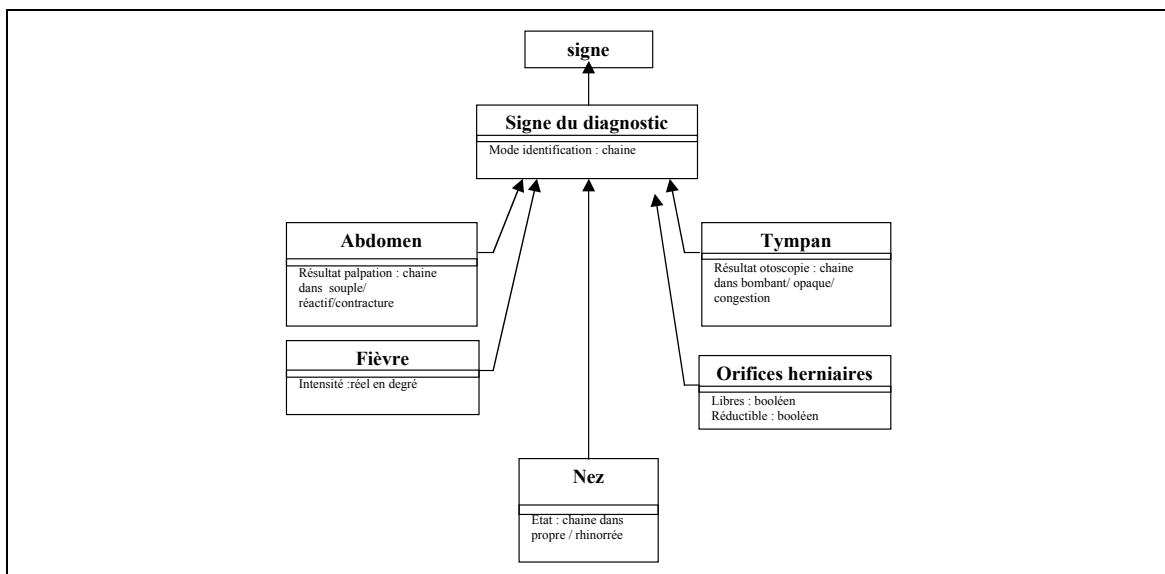 signe
Signe du diagnostic
Mode identification : chaine
Abdomen
Résultat palpation : chaine
dans souple/
réactif/contracture
Tympan
Résultat otoscopie : chaine
dans bombant/ opaque/
congestion
Fièvre
Intensité :réel en degré
Orifices herniaires
Libres : booléen
Réductible : booléen
Nez
Etat : chaine dans
propre / rhinorrée